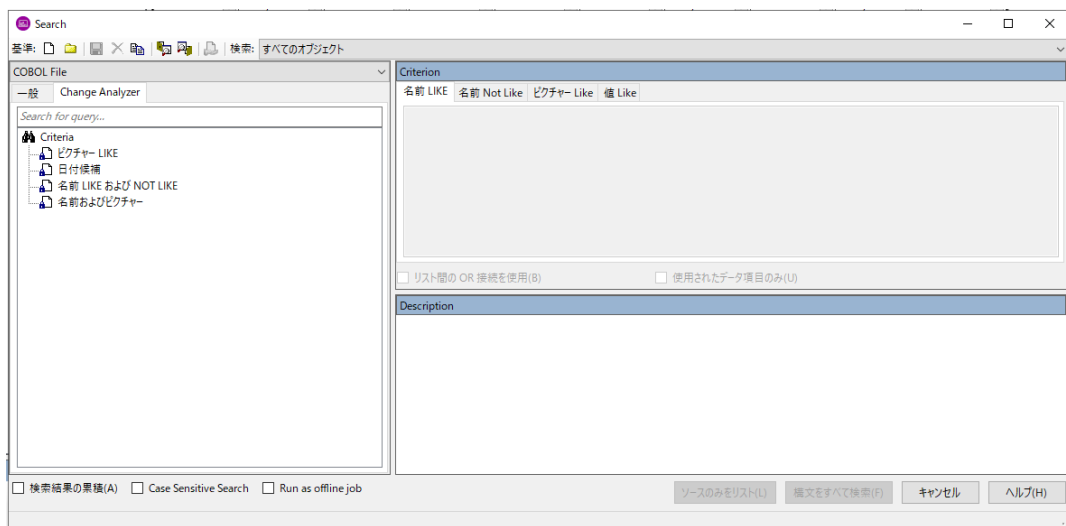 Search
基準: 検索: すべてのオブジェクト
COBOL File
一般 Change Analyzer
Search for query...
Criteria
ピクチャー LIKE
日付候補
名前 LIKE および NOT LIKE
名前およびピクチャー
Criterion
名前 LIKE 名前 Not Like ピクチャー Like 値 Like
リスト間の OR 接続を使用(B) 使用されたデータ項目のみ(U)
Description
検索結果の累積(A) Case Sensitive Search Run as offline job
ソースのみをリスト(L) 構文をすべて検索(F) キャンセル ヘルプ(H)